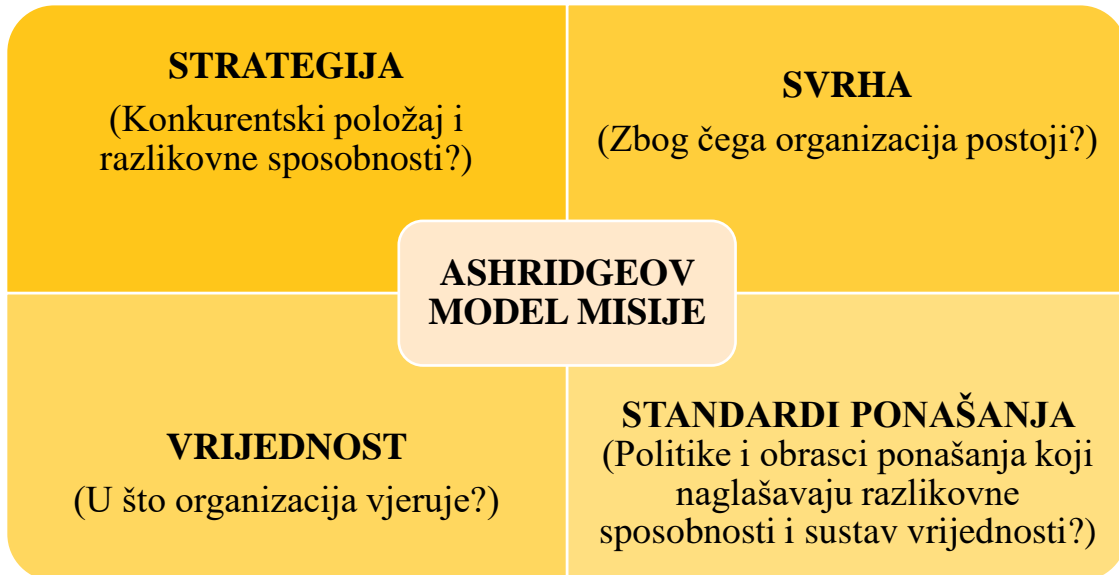 STRATEGIJA
(Konkurentski položaj i
razlikovne sposobnosti?)
SVRHA
(Zbog čega organizacija postoji?)
ASHRIDGEOV
MODEL MISIJE
VRIJEDNOST
(U što organizacija vjeruje?)
STANDARDI PONAŠANJA
(Politike i obrasci ponašanja koji
naglašavaju razlikovne
sposobnosti i sustav vrijednosti?)